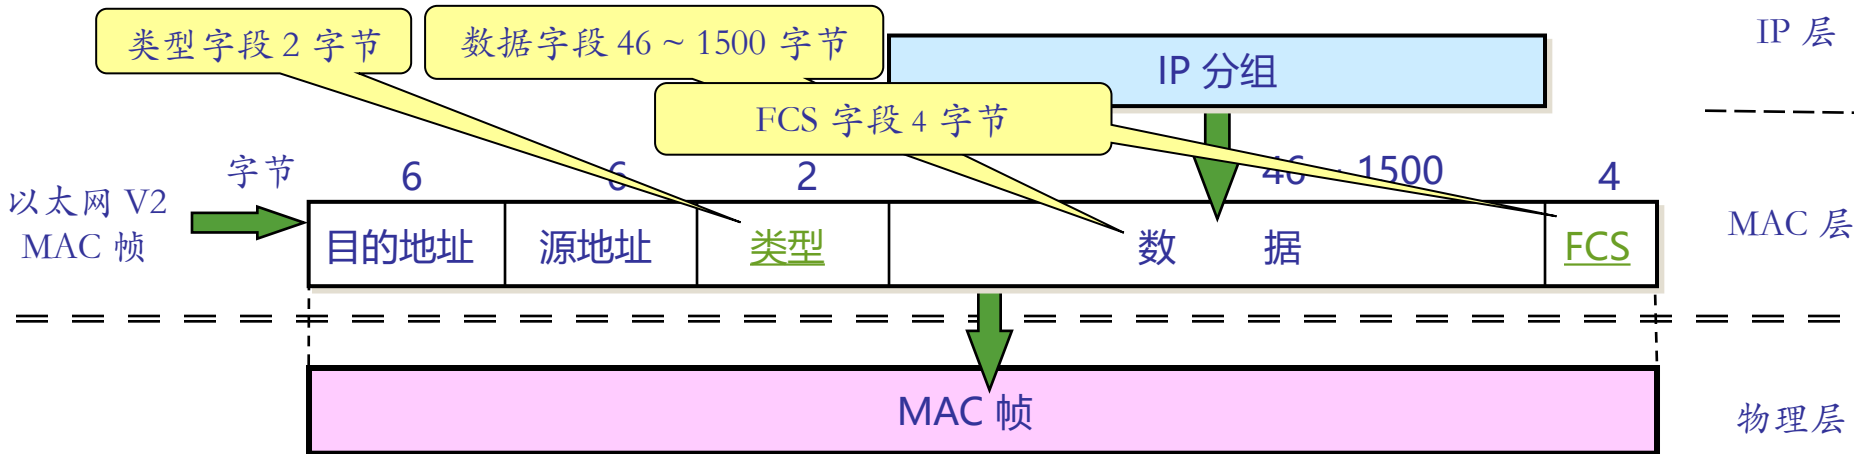 类型字段 2 字节
数据字段 46 ~ 1500 字节
IP 层
IP 分组
FCS 字段 4 字节
字节
6
6
2
46 ~ 1500
4
以太网 V2
MAC 帧
目的地址
源地址
类型
数 据
FCS
MAC 层
MAC 帧
物理层